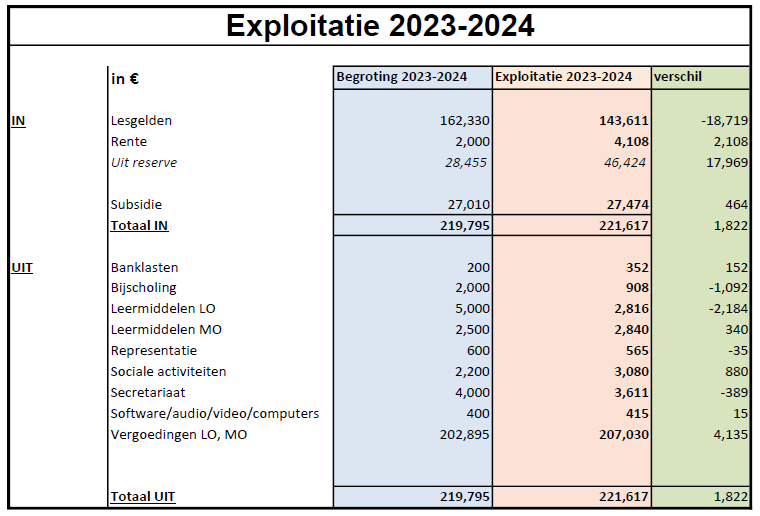 Exploitatie 2023-2024
in € Begroting 2023-2024 Exploitatie 2023-2024 verschil
IN Lesgelden 162,330 143,611 -18,719
Rente 2,000 4,108 2,108
Uit reserve 28,455 46,424 17,969
Subsidie 27,010 27,474 464
Totaal IN 219,795 221,617 1,822
UIT Banklasten 200 352 152
Bijscholing 2,000 908 -1,092
Leermiddelen LO 5,000 2,816 -2,184
Leermiddelen MO 2,500 2,840 340
Representatie 600 565 -35
Sociale activiteiten 2,200 3,080 880
Secretariaat 4,000 3,611 -389
Software/audio/video/computers 400 415 15
Vergoedingen LO, MO 202,895 207,030 4,135
Totaal UIT 219,795 221,617 1,822